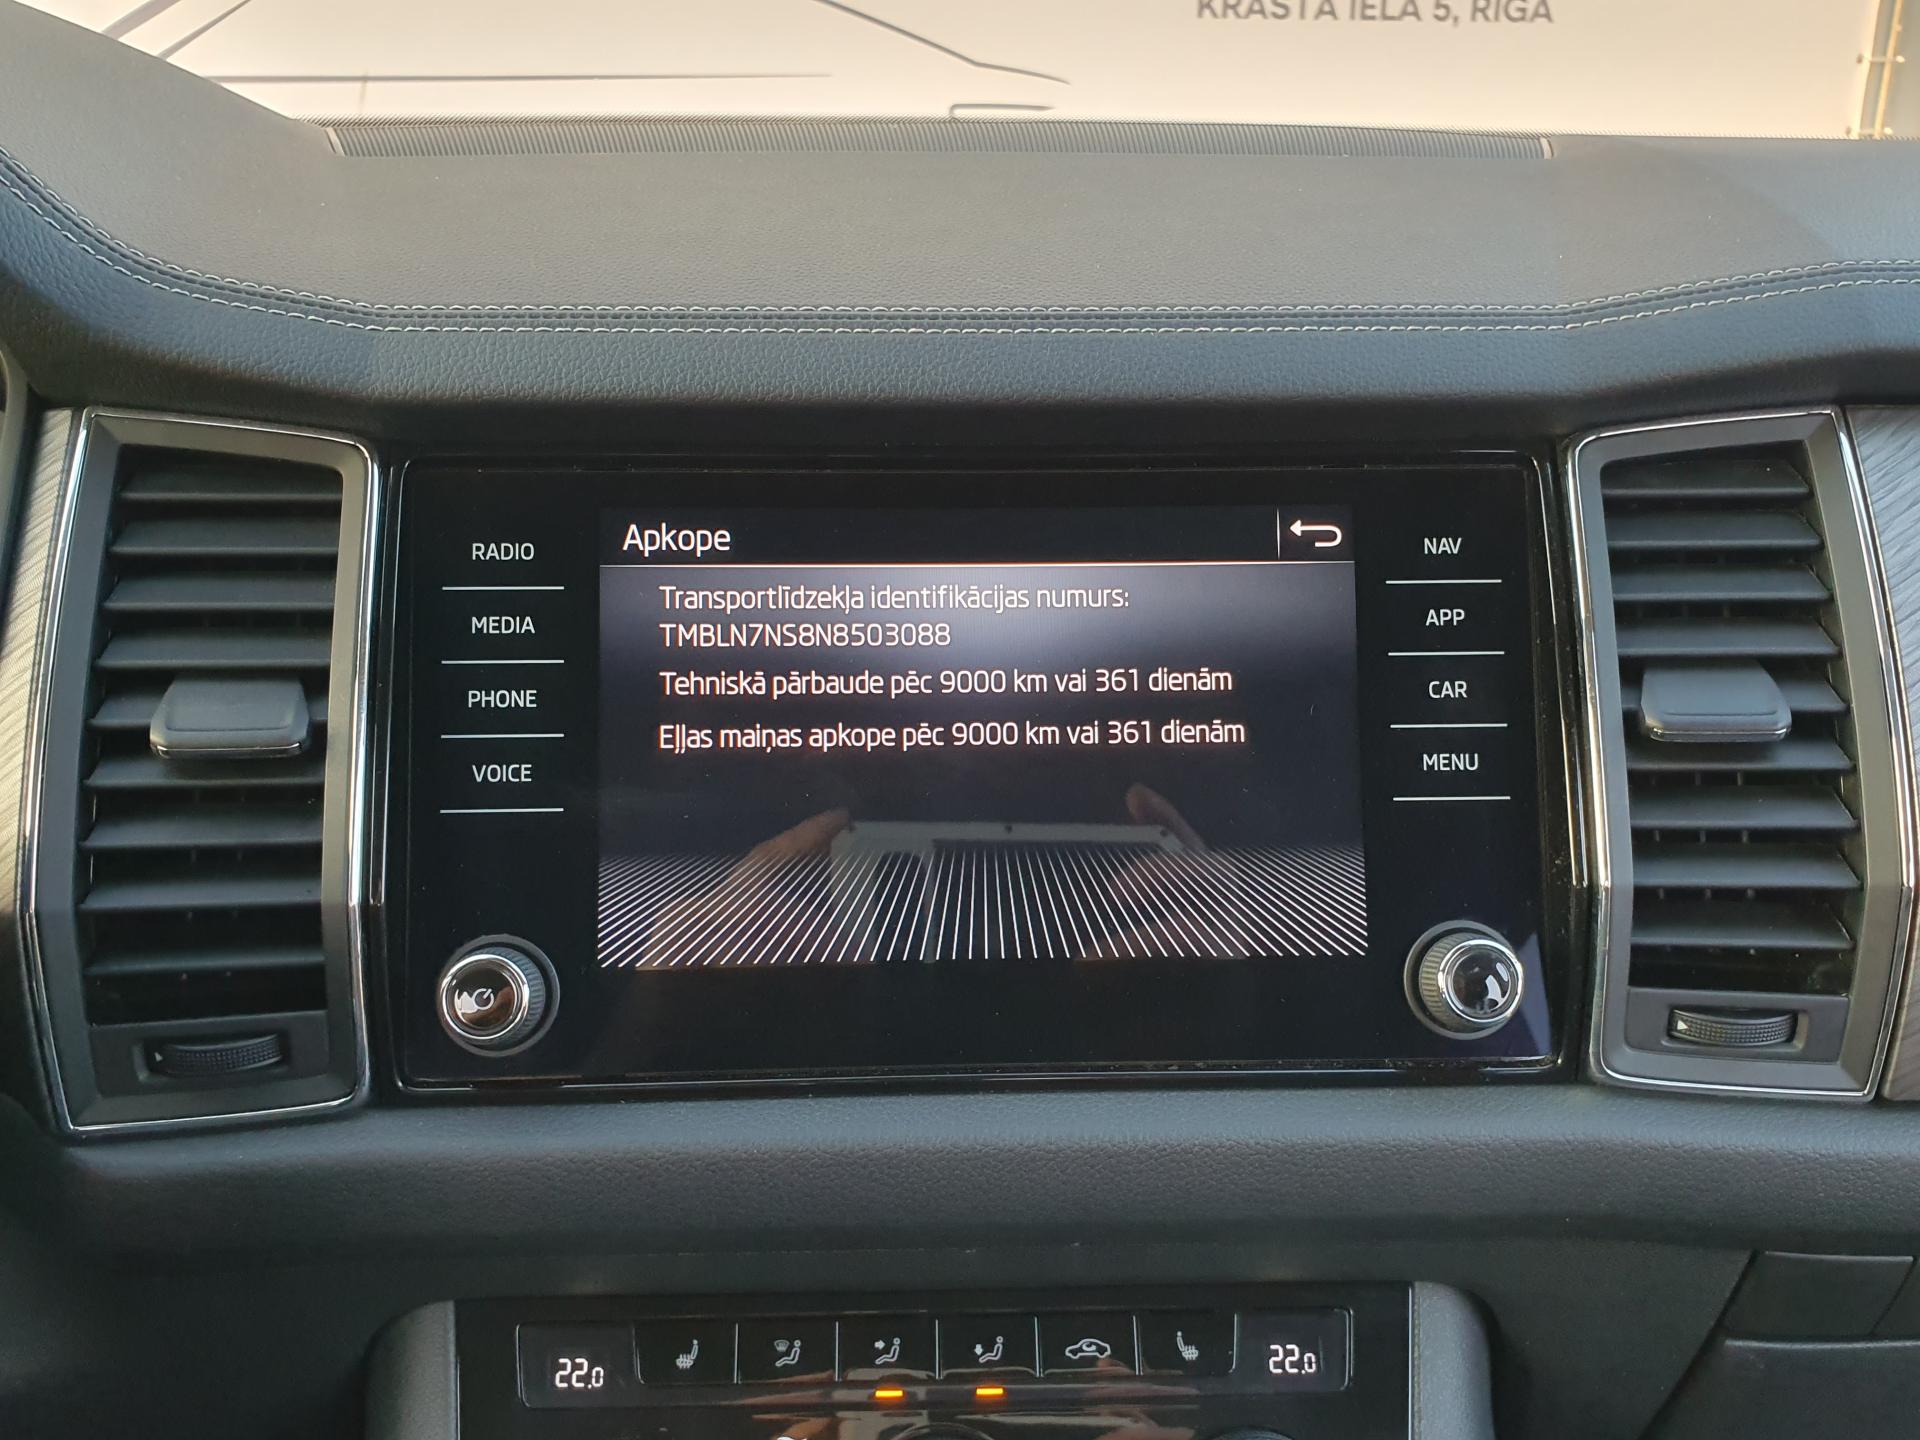 KRASTA IELA 5, RĪGA
Apkope
RADIO
MEDIA
PHONE
VOICE
Transportlīdzekļa identifikācijas numurs:
TMBLN7NS8N8503088
Tehniskā pārbaude pēc 9000 km vai 361 dienām
Eļļas maiņas apkope pēc 9000 km vai 361 dienām
NAV
APP
CAR
MENU
22.0
22.0